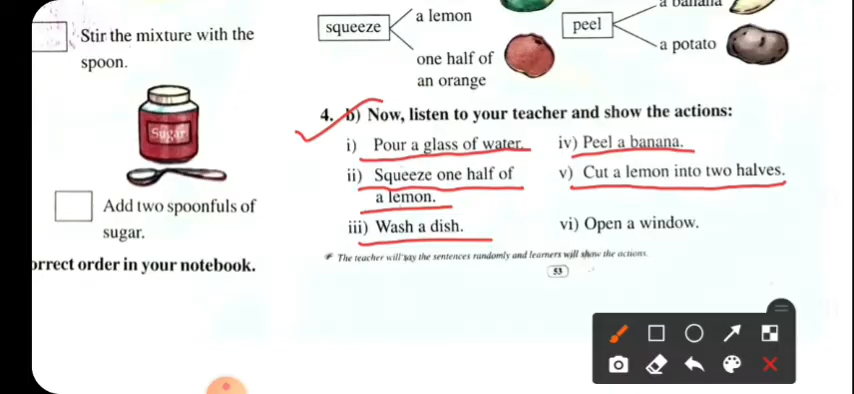 Stir the mixture with the
spoon.
Sugar
Add two spoonfuls of
sugar.
orrect order in your notebook.
squeeze
a lemon
one half of
an orange
peel
a banana
a potato
4. b) Now, listen to your teacher and show the actions:
i) Pour a glass of water.
ii) Squeeze one half of
a lemon.
iii) Wash a dish.
iv) Peel a banana.
v) Cut a lemon into two halves.
vi) Open a window.
* The teacher will say the sentences randomly and learners will show the actions.
53